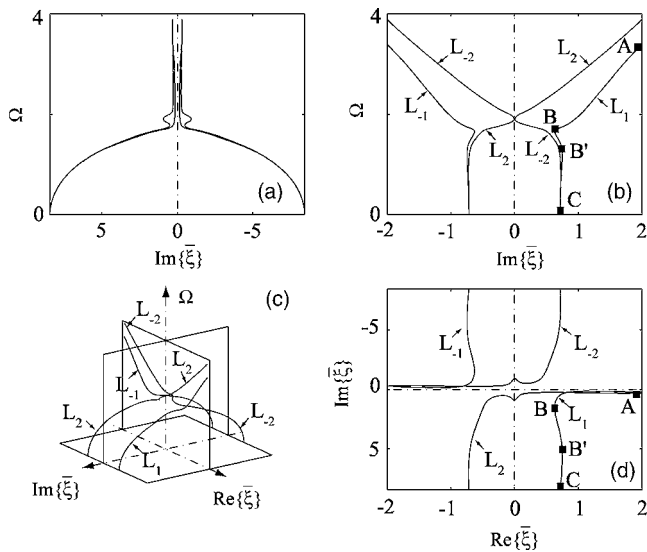 4
Ω
0
5
0
-5
Im{ξ̄}
(a)
4
Ω
0
-2
-1
0
1
2
Im{ξ̄}
L-2
L2
A
L-1
L1
B
L2
L-2
B'
(b)
C
(c)
Ω
L-2
L2
L-1
L2
L-2
L1
Im{ξ̄}
Re{ξ̄}
-5
0
5
Im{ξ̄}
L-1
L-2
A
B
L1
B'
L2
C
(d)
-2
-1
0
1
2
Re{ξ̄}